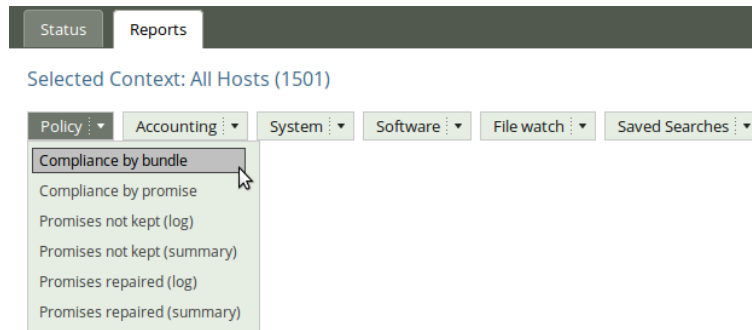 Status Reports
Selected Context: All Hosts (1501)
Policy Accounting System Software File watch Saved Searches
Compliance by bundle
Compliance by promise
Promises not kept (log)
Promises not kept (summary)
Promises repaired (log)
Promises repaired (summary)